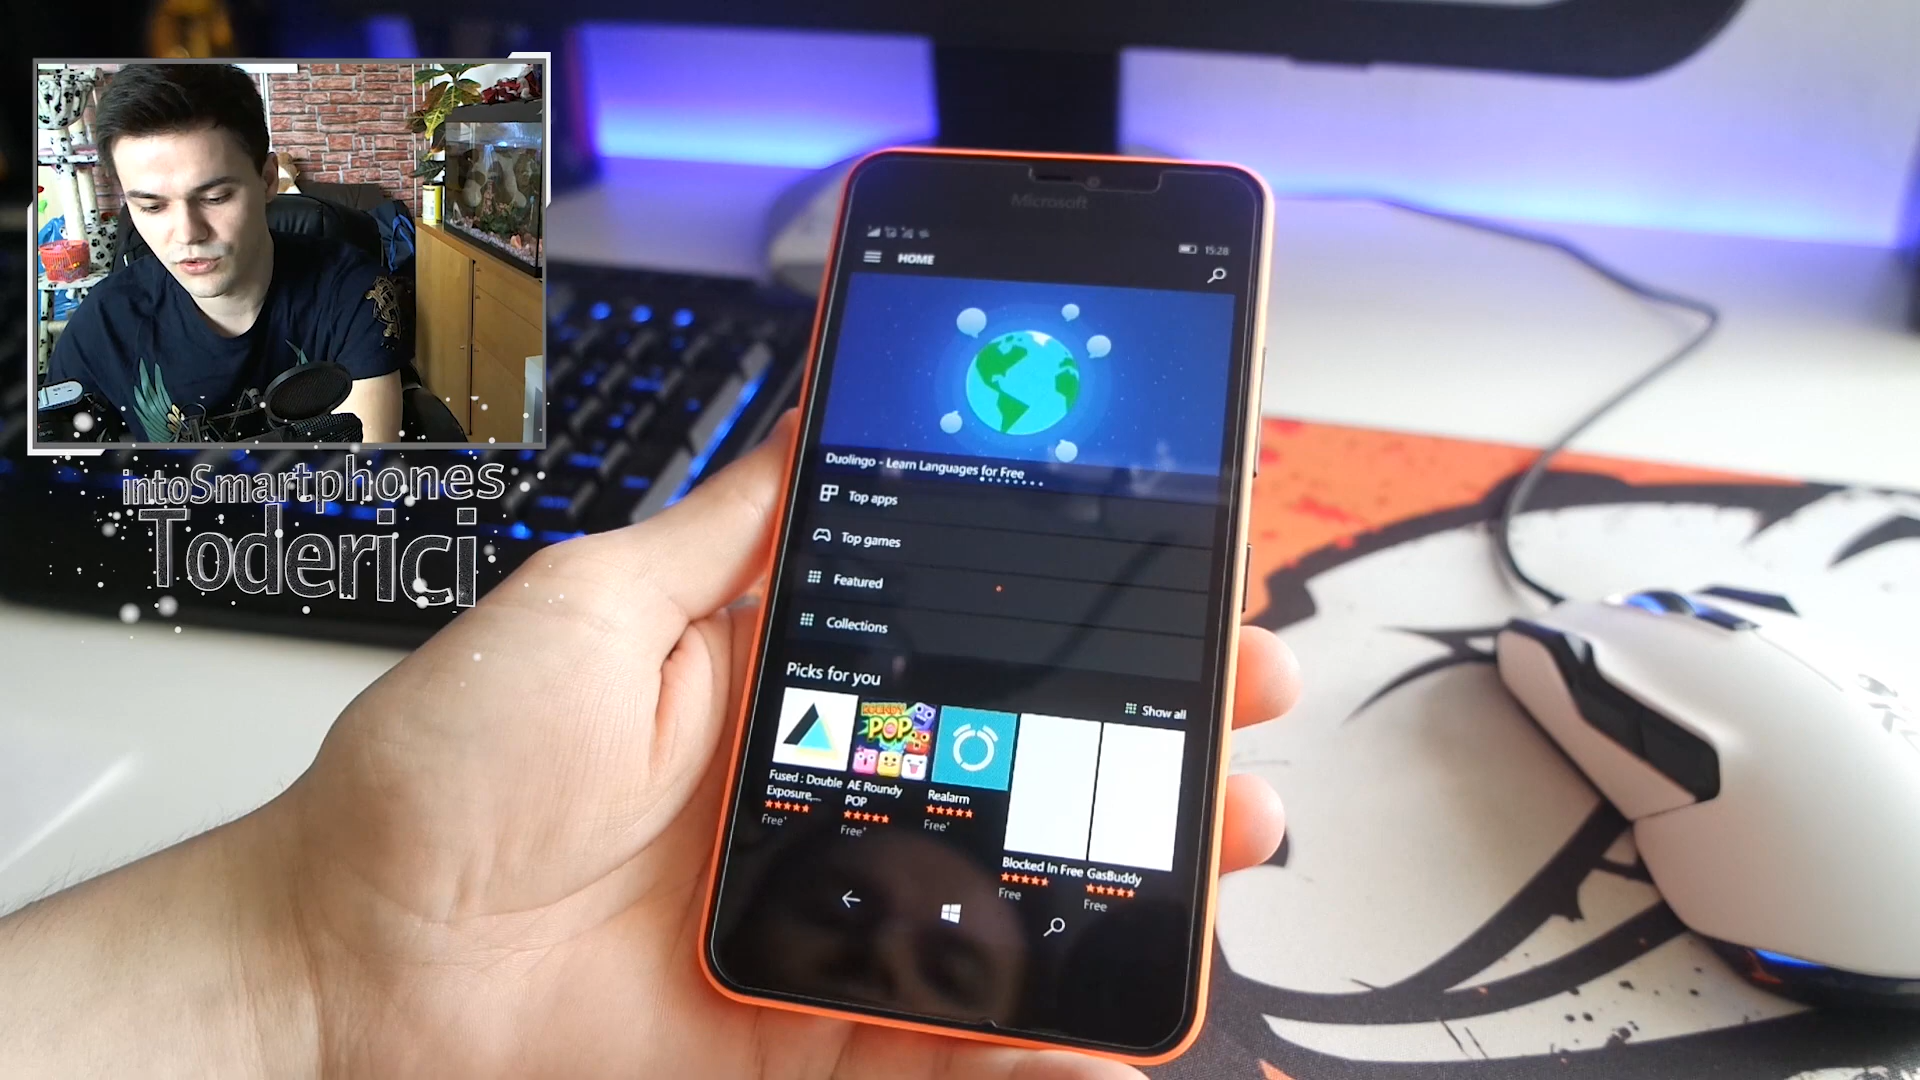 intoSmartphones
Toderici
Microsoft
15:28
HOME
Duolingo - Learn Languages for Free
Top apps
Top games
Featured
Collections
Picks for you
Show all
Fused : Double
Exposure,...
Free*
AE Roundy
POP
Free*
Realarm
Free*
Blocked In Free
Free
GasBuddy
Free